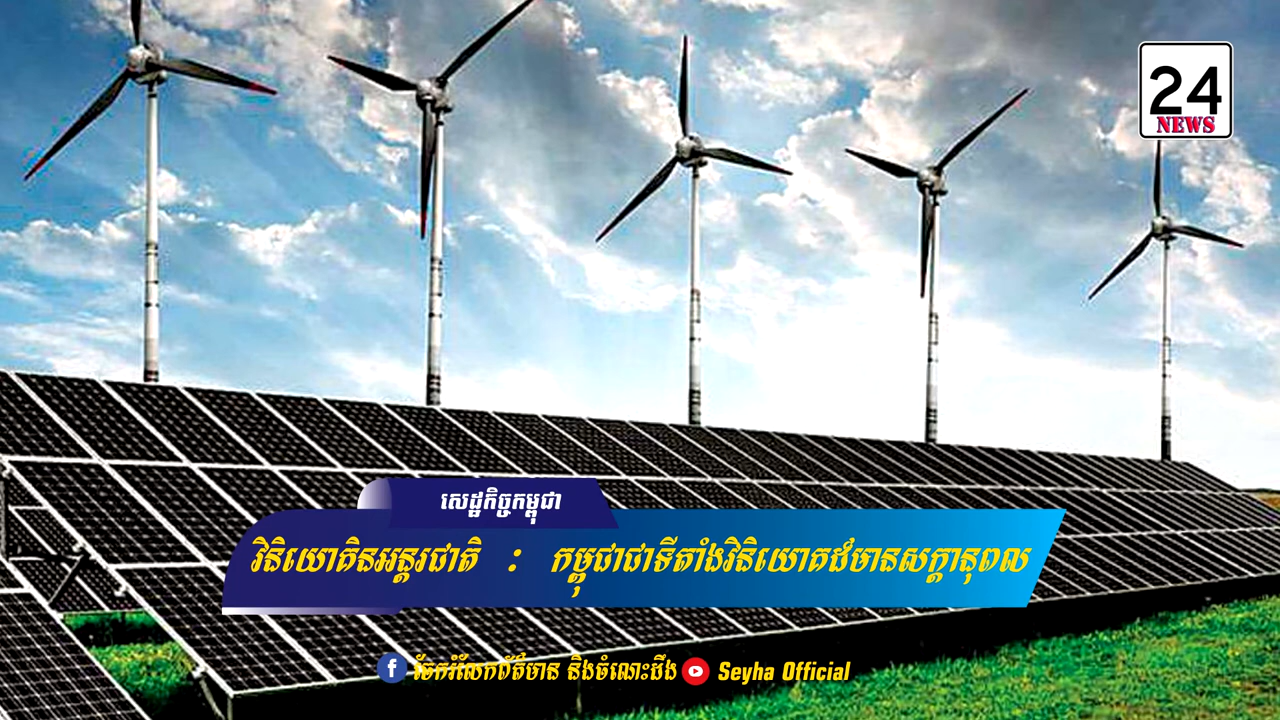 24
NEWS
សេដ្ឋកិច្ចកម្ពុជា
វិនិយោគិនអន្តរជាតិ : កម្ពុជាជាទីតាំងវិនិយោគដ៏មានសក្តានុពល
ចែករំលែកព័ត៌មាន និងចំណេះដឹង Seyha Official